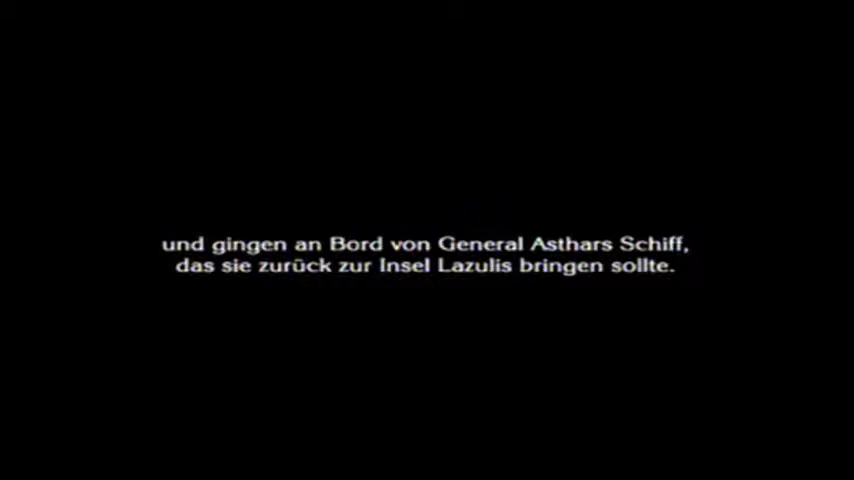 und gingen an Bord von General Asthars Schiff,
das sie zurück zur Insel Lazulis bringen sollte.